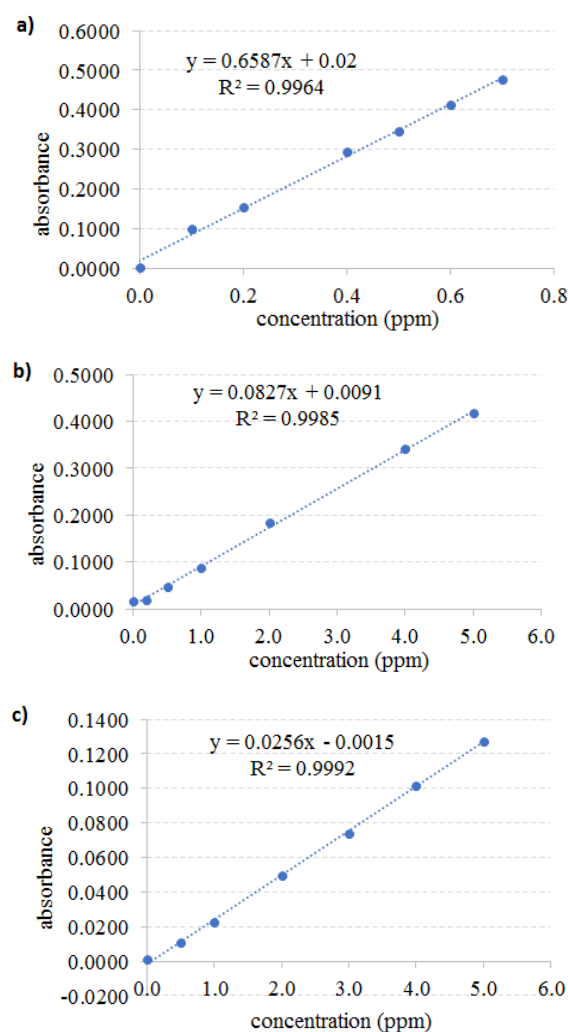 a)
0.6000
y = 0.6587x + 0.02
0.5000
R² = 0.9964
0.4000
0.3000
0.2000
0.1000
0.0000
absorbance
0.0 0.2 0.4 0.6 0.8
concentration (ppm)
b)
0.5000
y = 0.0827x + 0.0091
R² = 0.9985
0.4000
0.3000
0.2000
0.1000
0.0000
absorbance
0.0 1.0 2.0 3.0 4.0 5.0 6.0
concentration (ppm)
c)
0.1400
y = 0.0256x - 0.0015
0.1200
R² = 0.9992
0.1000
0.0800
0.0600
0.0400
0.0200
0.0000
-0.0200
absorbance
0.0 1.0 2.0 3.0 4.0 5.0 6.0
concentration (ppm)